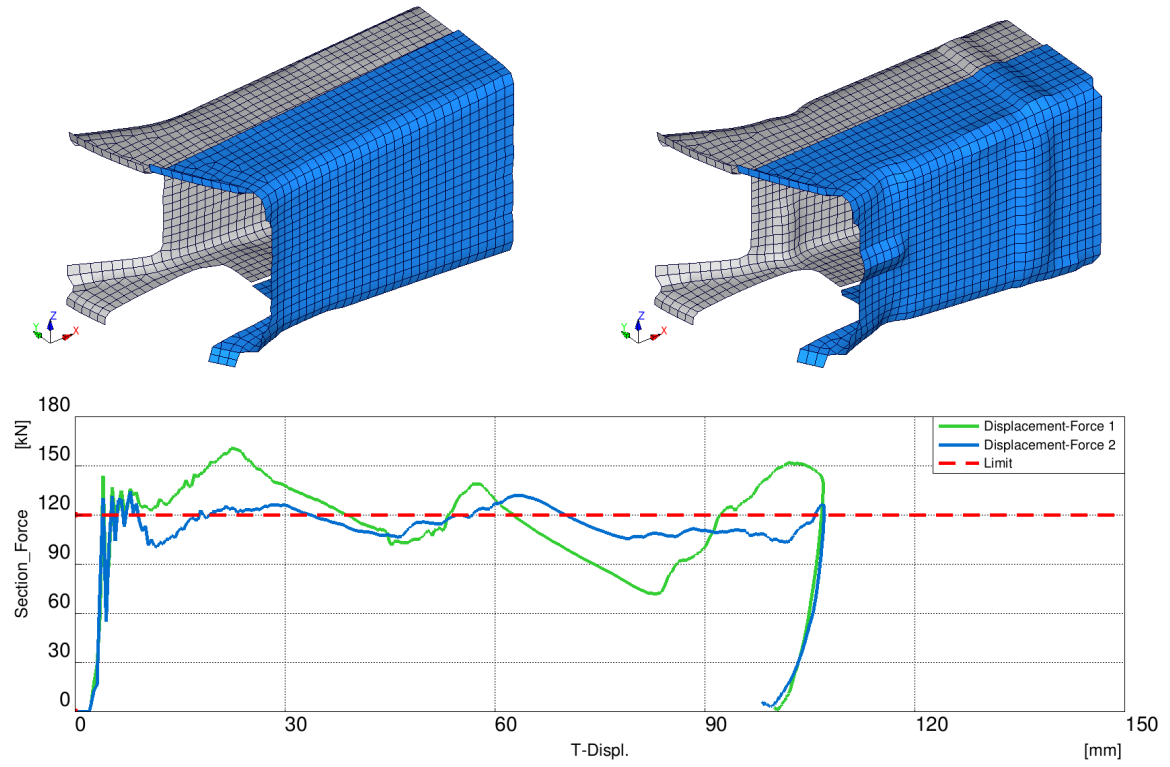 Z
Y
X
Z
Y
X
180
[kN]
150
120
90
60
30
0
Section_Force
Displacement-Force 1
Displacement-Force 2
Limit
0
30
60
90
120
150
T-Displ.
[mm]